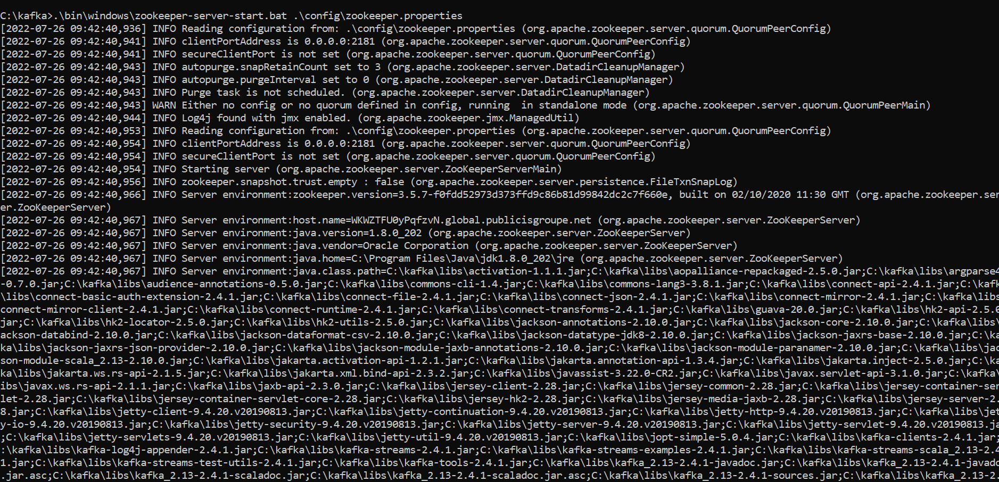 C:\kafka>.\bin\windows\zookeeper-server-start.bat .\config\zookeeper.properties
[2022-07-26 09:42:40,936] INFO Reading configuration from: .\config\zookeeper.properties (org.apache.zookeeper.server.quorum.QuorumPeerConfig)
[2022-07-26 09:42:40,941] INFO clientPortAddress is 0.0.0.0:2181 (org.apache.zookeeper.server.quorum.QuorumPeerConfig)
[2022-07-26 09:42:40,941] INFO secureClientPort is not set (org.apache.zookeeper.server.quorum.QuorumPeerConfig)
[2022-07-26 09:42:40,943] INFO autopurge.snapRetainCount set to 3 (org.apache.zookeeper.server.DatadirCleanupManager)
[2022-07-26 09:42:40,943] INFO autopurge.purgeInterval set to 0 (org.apache.zookeeper.server.DatadirCleanupManager)
[2022-07-26 09:42:40,943] INFO Purge task is not scheduled. (org.apache.zookeeper.server.DatadirCleanupManager)
[2022-07-26 09:42:40,943] WARN Either no config or no quorum defined in config, running  in standalone mode (org.apache.zookeeper.server.quorum.QuorumPeerMain)
[2022-07-26 09:42:40,944] INFO Log4j found with jmx enabled. (org.apache.zookeeper.jmx.ManagedUtil)
[2022-07-26 09:42:40,953] INFO Reading configuration from: .\config\zookeeper.properties (org.apache.zookeeper.server.quorum.QuorumPeerConfig)
[2022-07-26 09:42:40,954] INFO clientPortAddress is 0.0.0.0:2181 (org.apache.zookeeper.server.quorum.QuorumPeerConfig)
[2022-07-26 09:42:40,954] INFO secureClientPort is not set (org.apache.zookeeper.server.quorum.QuorumPeerConfig)
[2022-07-26 09:42:40,954] INFO Starting server (org.apache.zookeeper.server.ZooKeeperServerMain)
[2022-07-26 09:42:40,956] INFO zookeeper.snapshot.trust.empty : false (org.apache.zookeeper.server.persistence.FileTxnSnapLog)
[2022-07-26 09:42:40,966] INFO Server environment:zookeeper.version=3.5.7-f0fdd52973d373ffd9c86b81d99842dc2c7f660e, built on 02/10/2020 11:30 GMT (org.apache.zookeeper.ser
er.ZooKeeperServer)
[2022-07-26 09:42:40,967] INFO Server environment:host.name=WKWZTFU0yPqfzvN.global.publicisgroupe.net (org.apache.zookeeper.server.ZooKeeperServer)
[2022-07-26 09:42:40,967] INFO Server environment:java.version=1.8.0_202 (org.apache.zookeeper.server.ZooKeeperServer)
[2022-07-26 09:42:40,967] INFO Server environment:java.vendor=Oracle Corporation (org.apache.zookeeper.server.ZooKeeperServer)
[2022-07-26 09:42:40,967] INFO Server environment:java.home=C:\Program Files\Java\jdk1.8.0_202\jre (org.apache.zookeeper.server.ZooKeeperServer)
[2022-07-26 09:42:40,967] INFO Server environment:java.class.path=C:\kafka\libs\activation-1.1.1.jar;C:\kafka\libs\aopalliance-repackaged-2.5.0.jar;C:\kafka\libs\argparse4
-0.7.0.jar;C:\kafka\libs\audience-annotations-0.5.0.jar;C:\kafka\libs\commons-cli-1.4.jar;C:\kafka\libs\commons-lang3-3.8.1.jar;C:\kafka\libs\connect-api-2.4.1.jar;C:\kafk
\libs\connect-basic-auth-extension-2.4.1.jar;C:\kafka\libs\connect-file-2.4.1.jar;C:\kafka\libs\connect-json-2.4.1.jar;C:\kafka\libs\connect-mirror-2.4.1.jar;C:\kafka\libs
connect-mirror-client-2.4.1.jar;C:\kafka\libs\connect-runtime-2.4.1.jar;C:\kafka\libs\connect-transforms-2.4.1.jar;C:\kafka\libs\guava-20.0.jar;C:\kafka\libs\hk2-api-2.5.0
jar;C:\kafka\libs\hk2-locator-2.5.0.jar;C:\kafka\libs\hk2-utils-2.5.0.jar;C:\kafka\libs\jackson-annotations-2.10.0.jar;C:\kafka\libs\jackson-core-2.10.0.jar;C:\kafka\libs\
ackson-databind-2.10.0.jar;C:\kafka\libs\jackson-dataformat-csv-2.10.0.jar;C:\kafka\libs\jackson-datatype-jdk8-2.10.0.jar;C:\kafka\libs\jackson-jaxrs-base-2.10.0.jar;C:\ka
ka\libs\jackson-jaxrs-json-provider-2.10.0.jar;C:\kafka\libs\jackson-module-jaxb-annotations-2.10.0.jar;C:\kafka\libs\jackson-module-paranamer-2.10.0.jar;C:\kafka\libs\jac
son-module-scala_2.13-2.10.0.jar;C:\kafka\libs\jakarta.activation-api-1.2.1.jar;C:\kafka\libs\jakarta.annotation-api-1.3.4.jar;C:\kafka\libs\jakarta.inject-2.5.0.jar;C:\ka
ka\libs\jakarta.ws.rs-api-2.1.5.jar;C:\kafka\libs\jakarta.xml.bind-api-2.3.2.jar;C:\kafka\libs\javassist-3.22.0-CR2.jar;C:\kafka\libs\javax.servlet-api-3.1.0.jar;C:\kafka\
ibs\javax.ws.rs-api-2.1.1.jar;C:\kafka\libs\jaxb-api-2.3.0.jar;C:\kafka\libs\jersey-client-2.28.jar;C:\kafka\libs\jersey-common-2.28.jar;C:\kafka\libs\jersey-container-ser
let-2.28.jar;C:\kafka\libs\jersey-container-servlet-core-2.28.jar;C:\kafka\libs\jersey-hk2-2.28.jar;C:\kafka\libs\jersey-media-jaxb-2.28.jar;C:\kafka\libs\jersey-server-2.
8.jar;C:\kafka\libs\jetty-client-9.4.20.v20190813.jar;C:\kafka\libs\jetty-continuation-9.4.20.v20190813.jar;C:\kafka\libs\jetty-http-9.4.20.v20190813.jar;C:\kafka\libs\jet
y-io-9.4.20.v20190813.jar;C:\kafka\libs\jetty-security-9.4.20.v20190813.jar;C:\kafka\libs\jetty-server-9.4.20.v20190813.jar;C:\kafka\libs\jetty-servlet-9.4.20.v20190813.ja
;C:\kafka\libs\jetty-servlets-9.4.20.v20190813.jar;C:\kafka\libs\jetty-util-9.4.20.v20190813.jar;C:\kafka\libs\jopt-simple-5.0.4.jar;C:\kafka\libs\kafka-clients-2.4.1.jar;
:\kafka\libs\kafka-log4j-appender-2.4.1.jar;C:\kafka\libs\kafka-streams-2.4.1.jar;C:\kafka\libs\kafka-streams-examples-2.4.1.jar;C:\kafka\libs\kafka-streams-scala_2.13-2.4
1.jar;C:\kafka\libs\kafka-streams-test-utils-2.4.1.jar;C:\kafka\libs\kafka-tools-2.4.1.jar;C:\kafka\libs\kafka_2.13-2.4.1-javadoc.jar;C:\kafka\libs\kafka_2.13-2.4.1-javado
.jar.asc;C:\kafka\libs\kafka_2.13-2.4.1-scaladoc.jar;C:\kafka\libs\kafka_2.13-2.4.1-scaladoc.jar.asc;C:\kafka\libs\kafka_2.13-2.4.1-sources.jar;C:\kafka\libs\kafka_2.13-2.